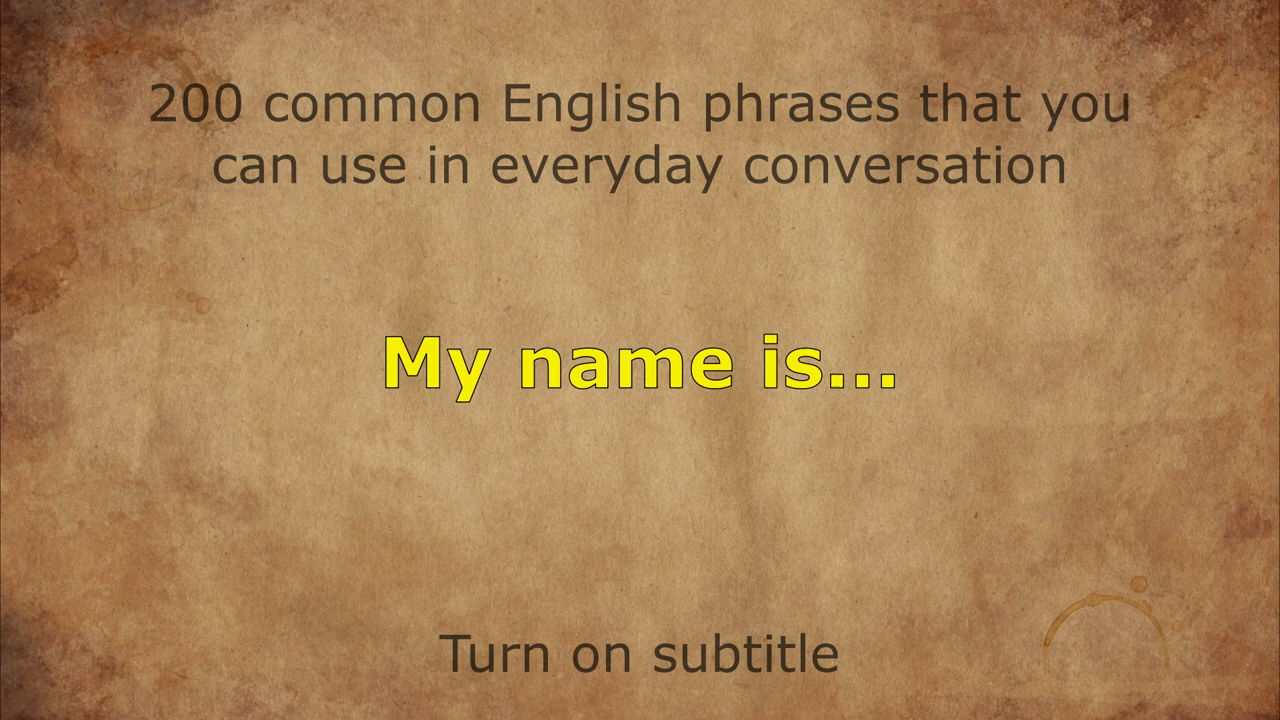 200 common English phrases that you
can use in everyday conversation
My name is...
Turn on subtitle